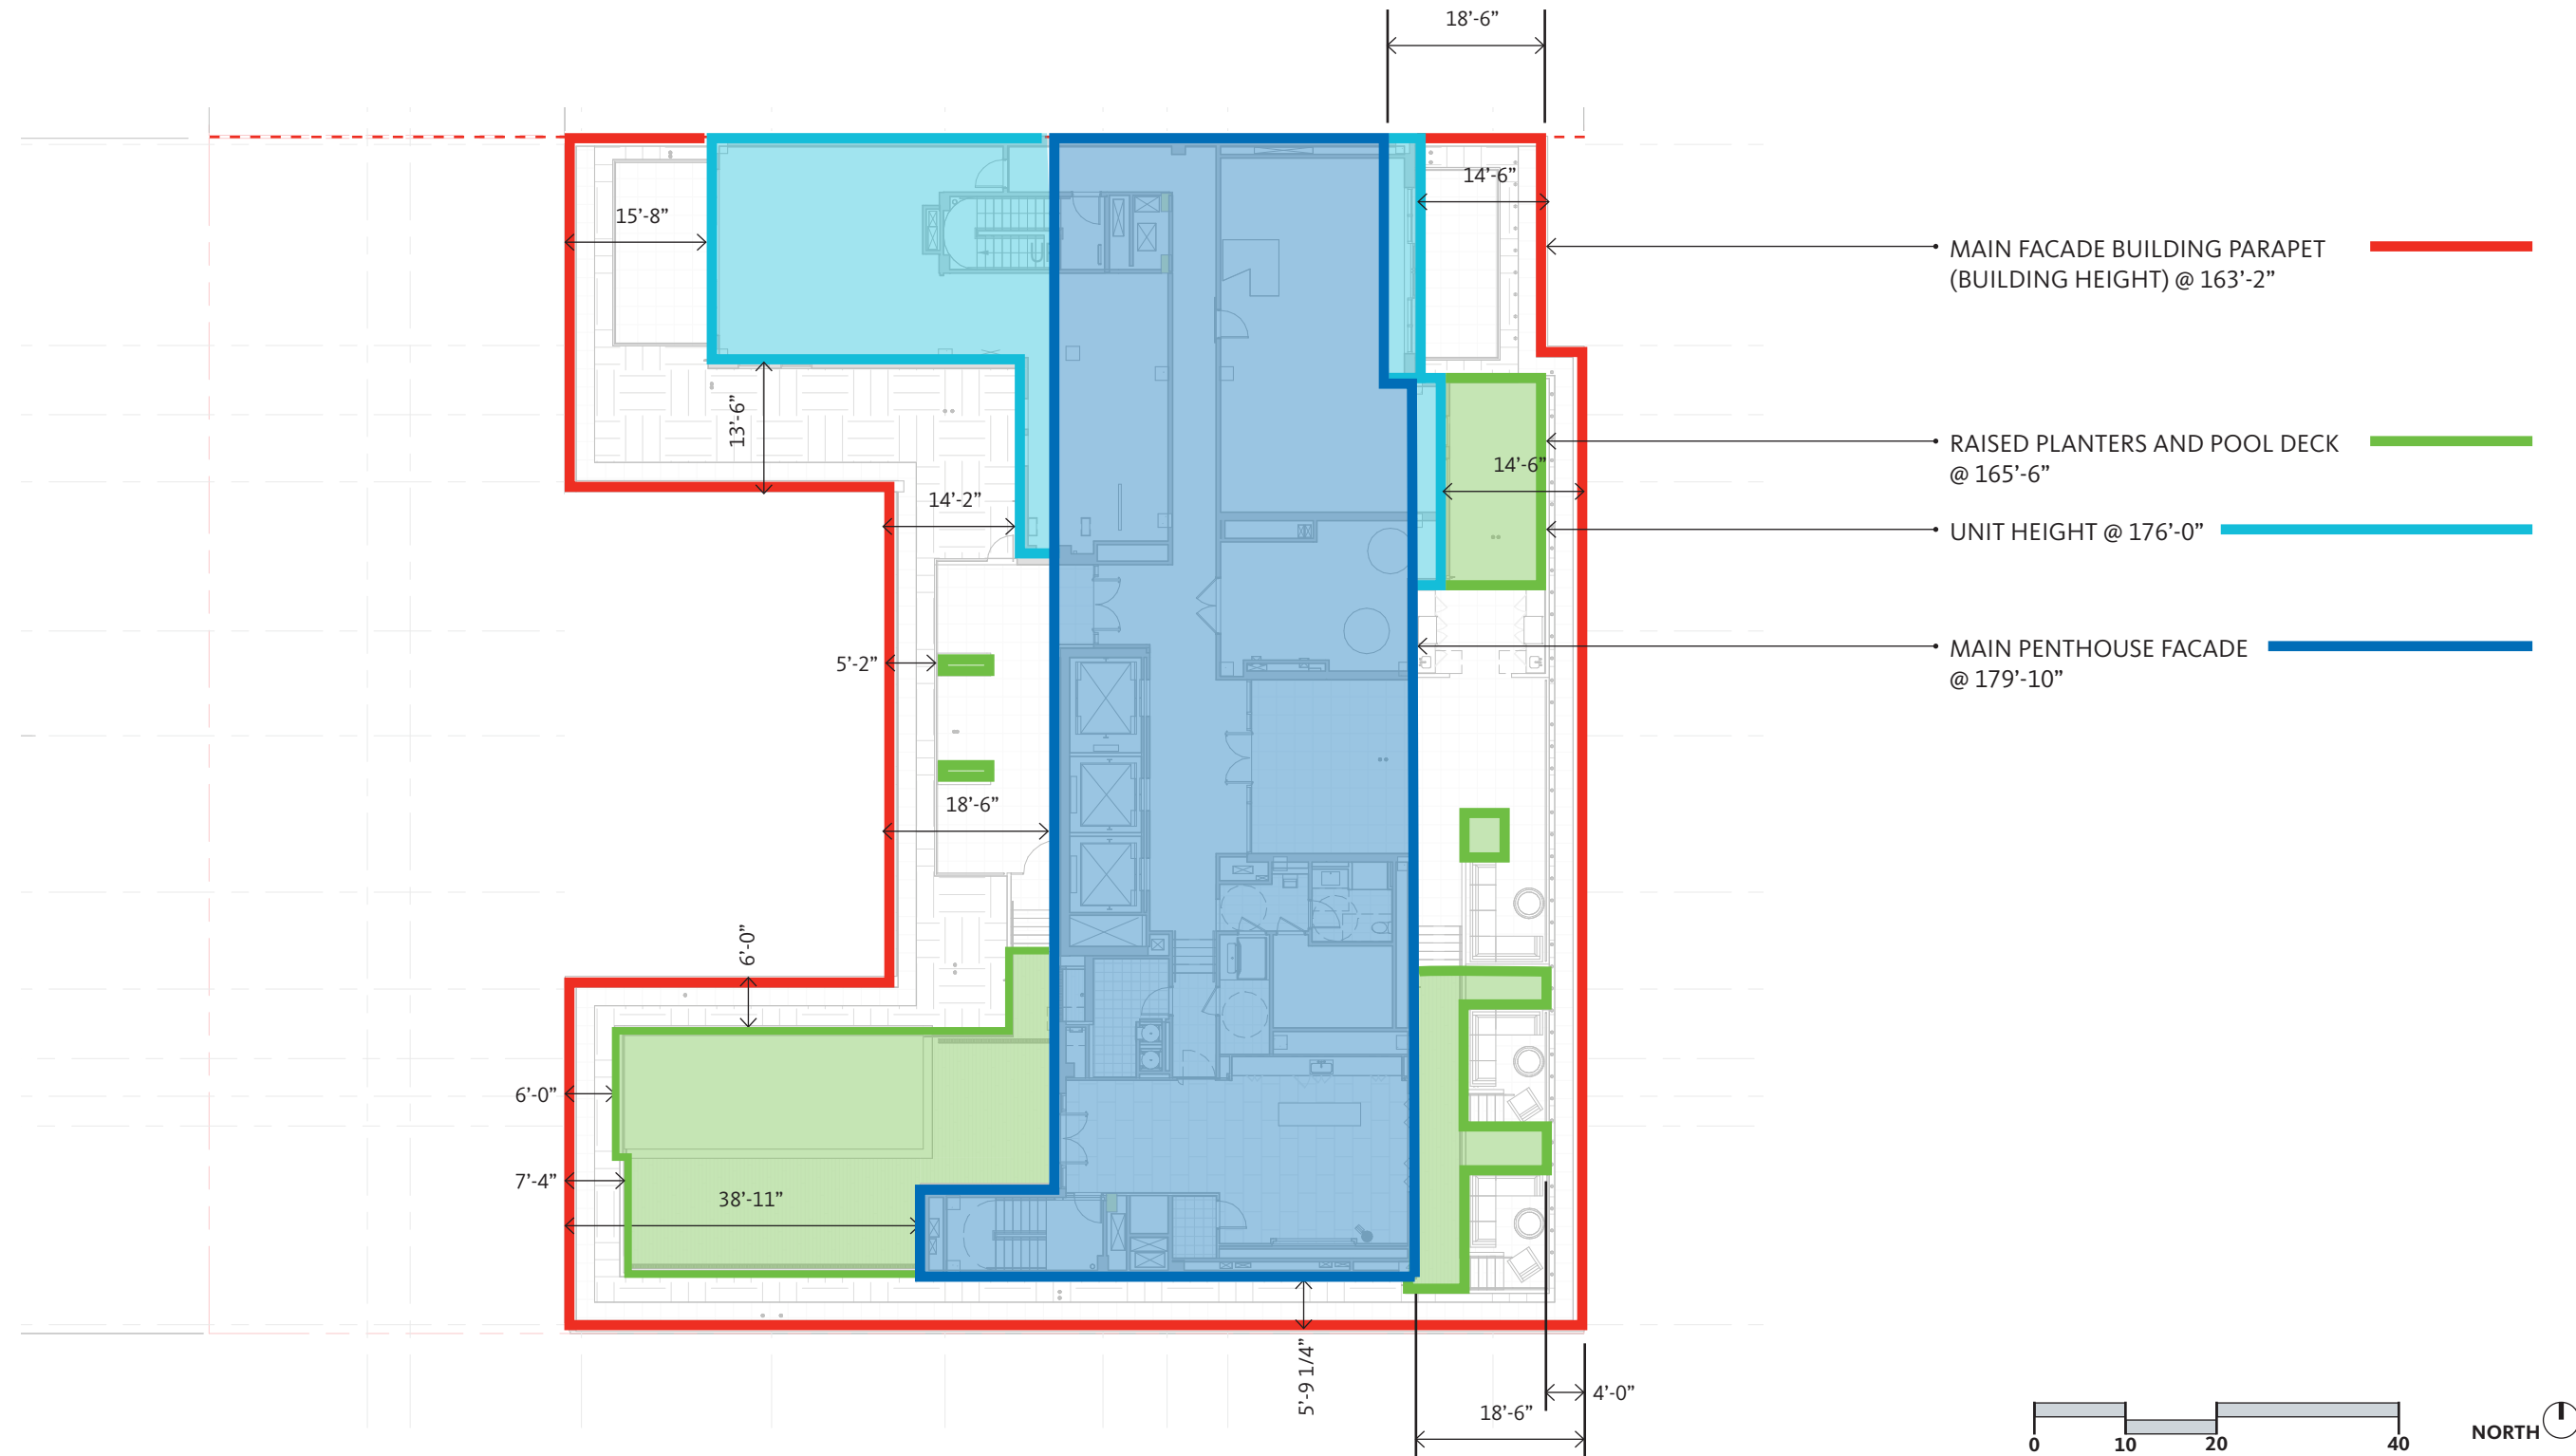 18'-6”
14'-6”
15'-8”
MAIN FACADE BUILDING PARAPET
(BUILDING HEIGHT) @ 163'-2”
13'-6”
RAISED PLANTERS AND POOL DECK
@ 165'-6”
14'-6”
14'-2”
UNIT HEIGHT @ 176'-0”
MAIN PENTHOUSE FACADE
@ 179'-10”
5'-2”
18'-6”
6'-0”
6'-0”
7'-4”
38'-11”
5'-9 1/4”
4'-0”
18'-6”
NORTH
0 10 20 40